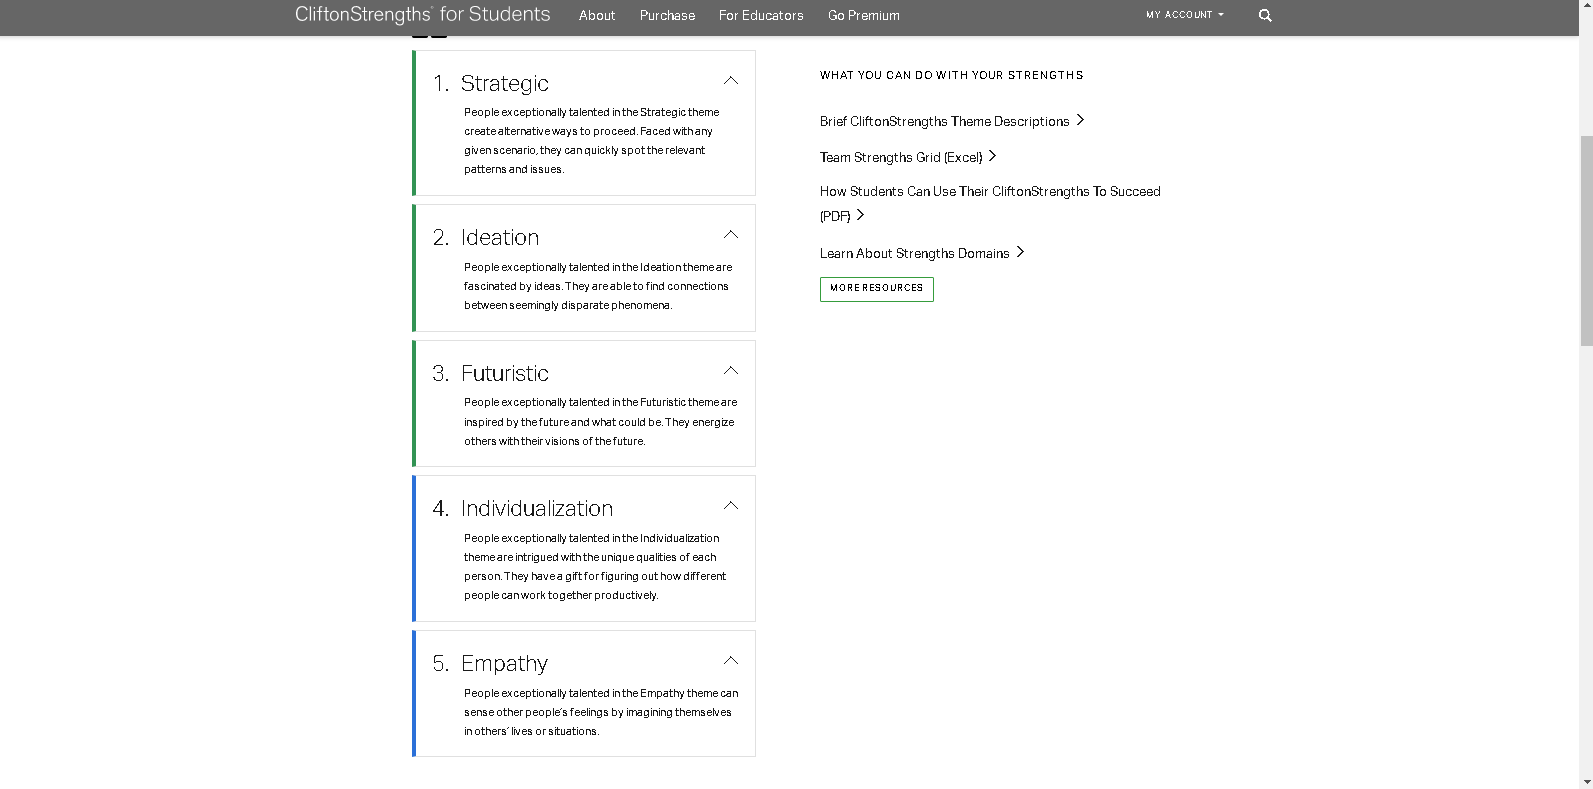 CliftonStrengths® for Students
About
Purchase
For Educators
Go Premium
MY ACCOUNT
1. Strategic
People exceptionally talented in the Strategic theme
create alternative ways to proceed. Faced with any
given scenario, they can quickly spot the relevant
patterns and issues.
2. Ideation
People exceptionally talented in the Ideation theme are
fascinated by ideas. They are able to find connections
between seemingly disparate phenomena.
3. Futuristic
People exceptionally talented in the Futuristic theme are
inspired by the future and what could be. They energize
others with their visions of the future.
4. Individualization
People exceptionally talented in the Individualization
theme are intrigued with the unique qualities of each
person. They have a gift for figuring out how different
people can work together productively.
5. Empathy
People exceptionally talented in the Empathy theme can
sense other people's feelings by imagining themselves
in others' lives or situations.
WHAT YOU CAN DO WITH YOUR STRENGTHS
Brief CliftonStrengths Theme Descriptions
Team Strengths Grid (Excel)
How Students Can Use Their CliftonStrengths To Succeed
(PDF)
Learn About Strengths Domains
MORE RESOURCES